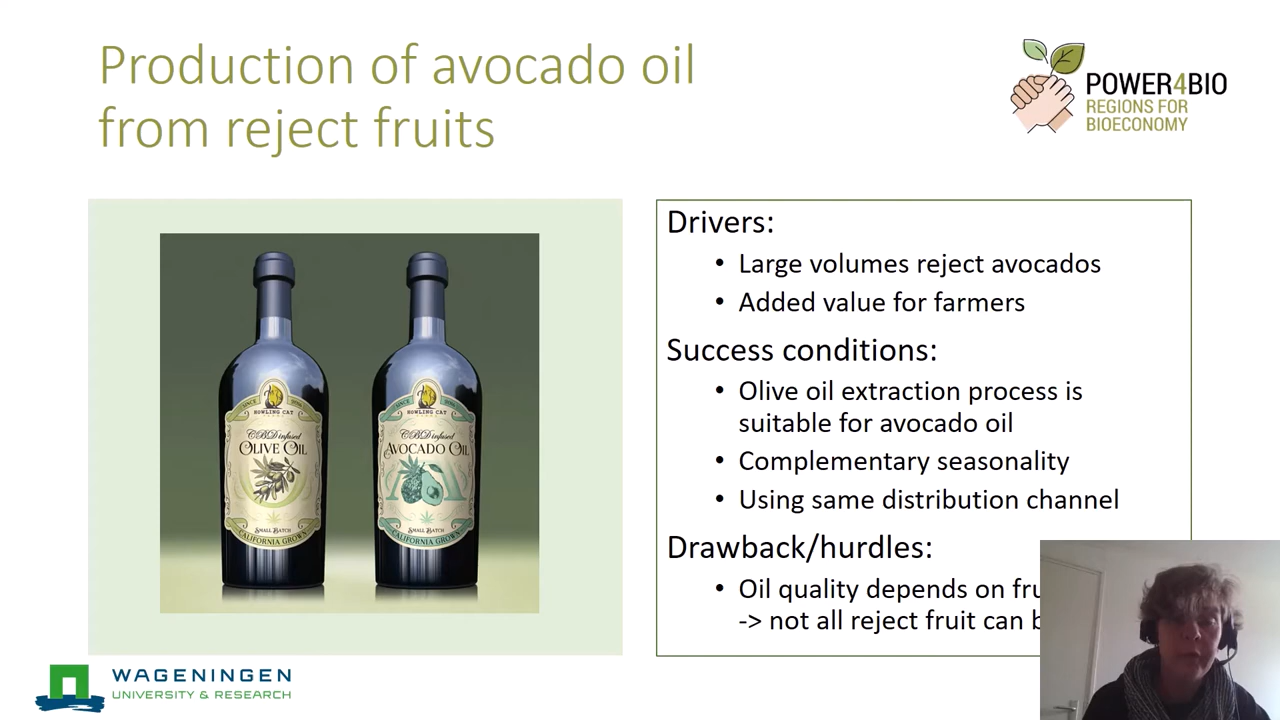 Production of avocado oil
from reject fruits
POWER4BIO
REGIONS FOR
BIOECONOMY
HOWLING CAT
CBD infused
OLIVE OIL
SMALL BATCH
CALIFORNIA GROWN
HOWLING CAT
CBD infused
AVOCADO OIL
SMALL BATCH
CALIFORNIA GROWN
Drivers:
• Large volumes reject avocados
• Added value for farmers
Success conditions:
• Olive oil extraction process is
suitable for avocado oil
• Complementary seasonality
• Using same distribution channel
Drawback/hurdles:
• Oil quality depends on
-> not all reject fruit can
WAGENINGEN
UNIVERSITY & RESEARCH